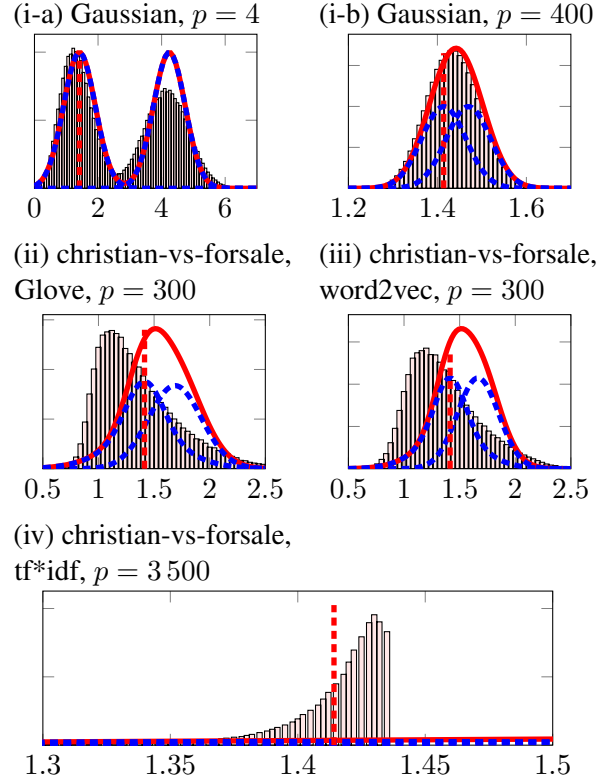 (i-a) Gaussian, p = 4
(i-b) Gaussian, p = 400
0 2 4 6
1.2 1.4 1.6
(ii) christian-vs-forsale,
Glove, p = 300
(iii) christian-vs-forsale,
word2vec, p = 300
0.5 1 1.5 2 2.5
0.5 1 1.5 2 2.5
(iv) christian-vs-forsale,
tf*idf, p = 3 500
1.3 1.35 1.4 1.45 1.5